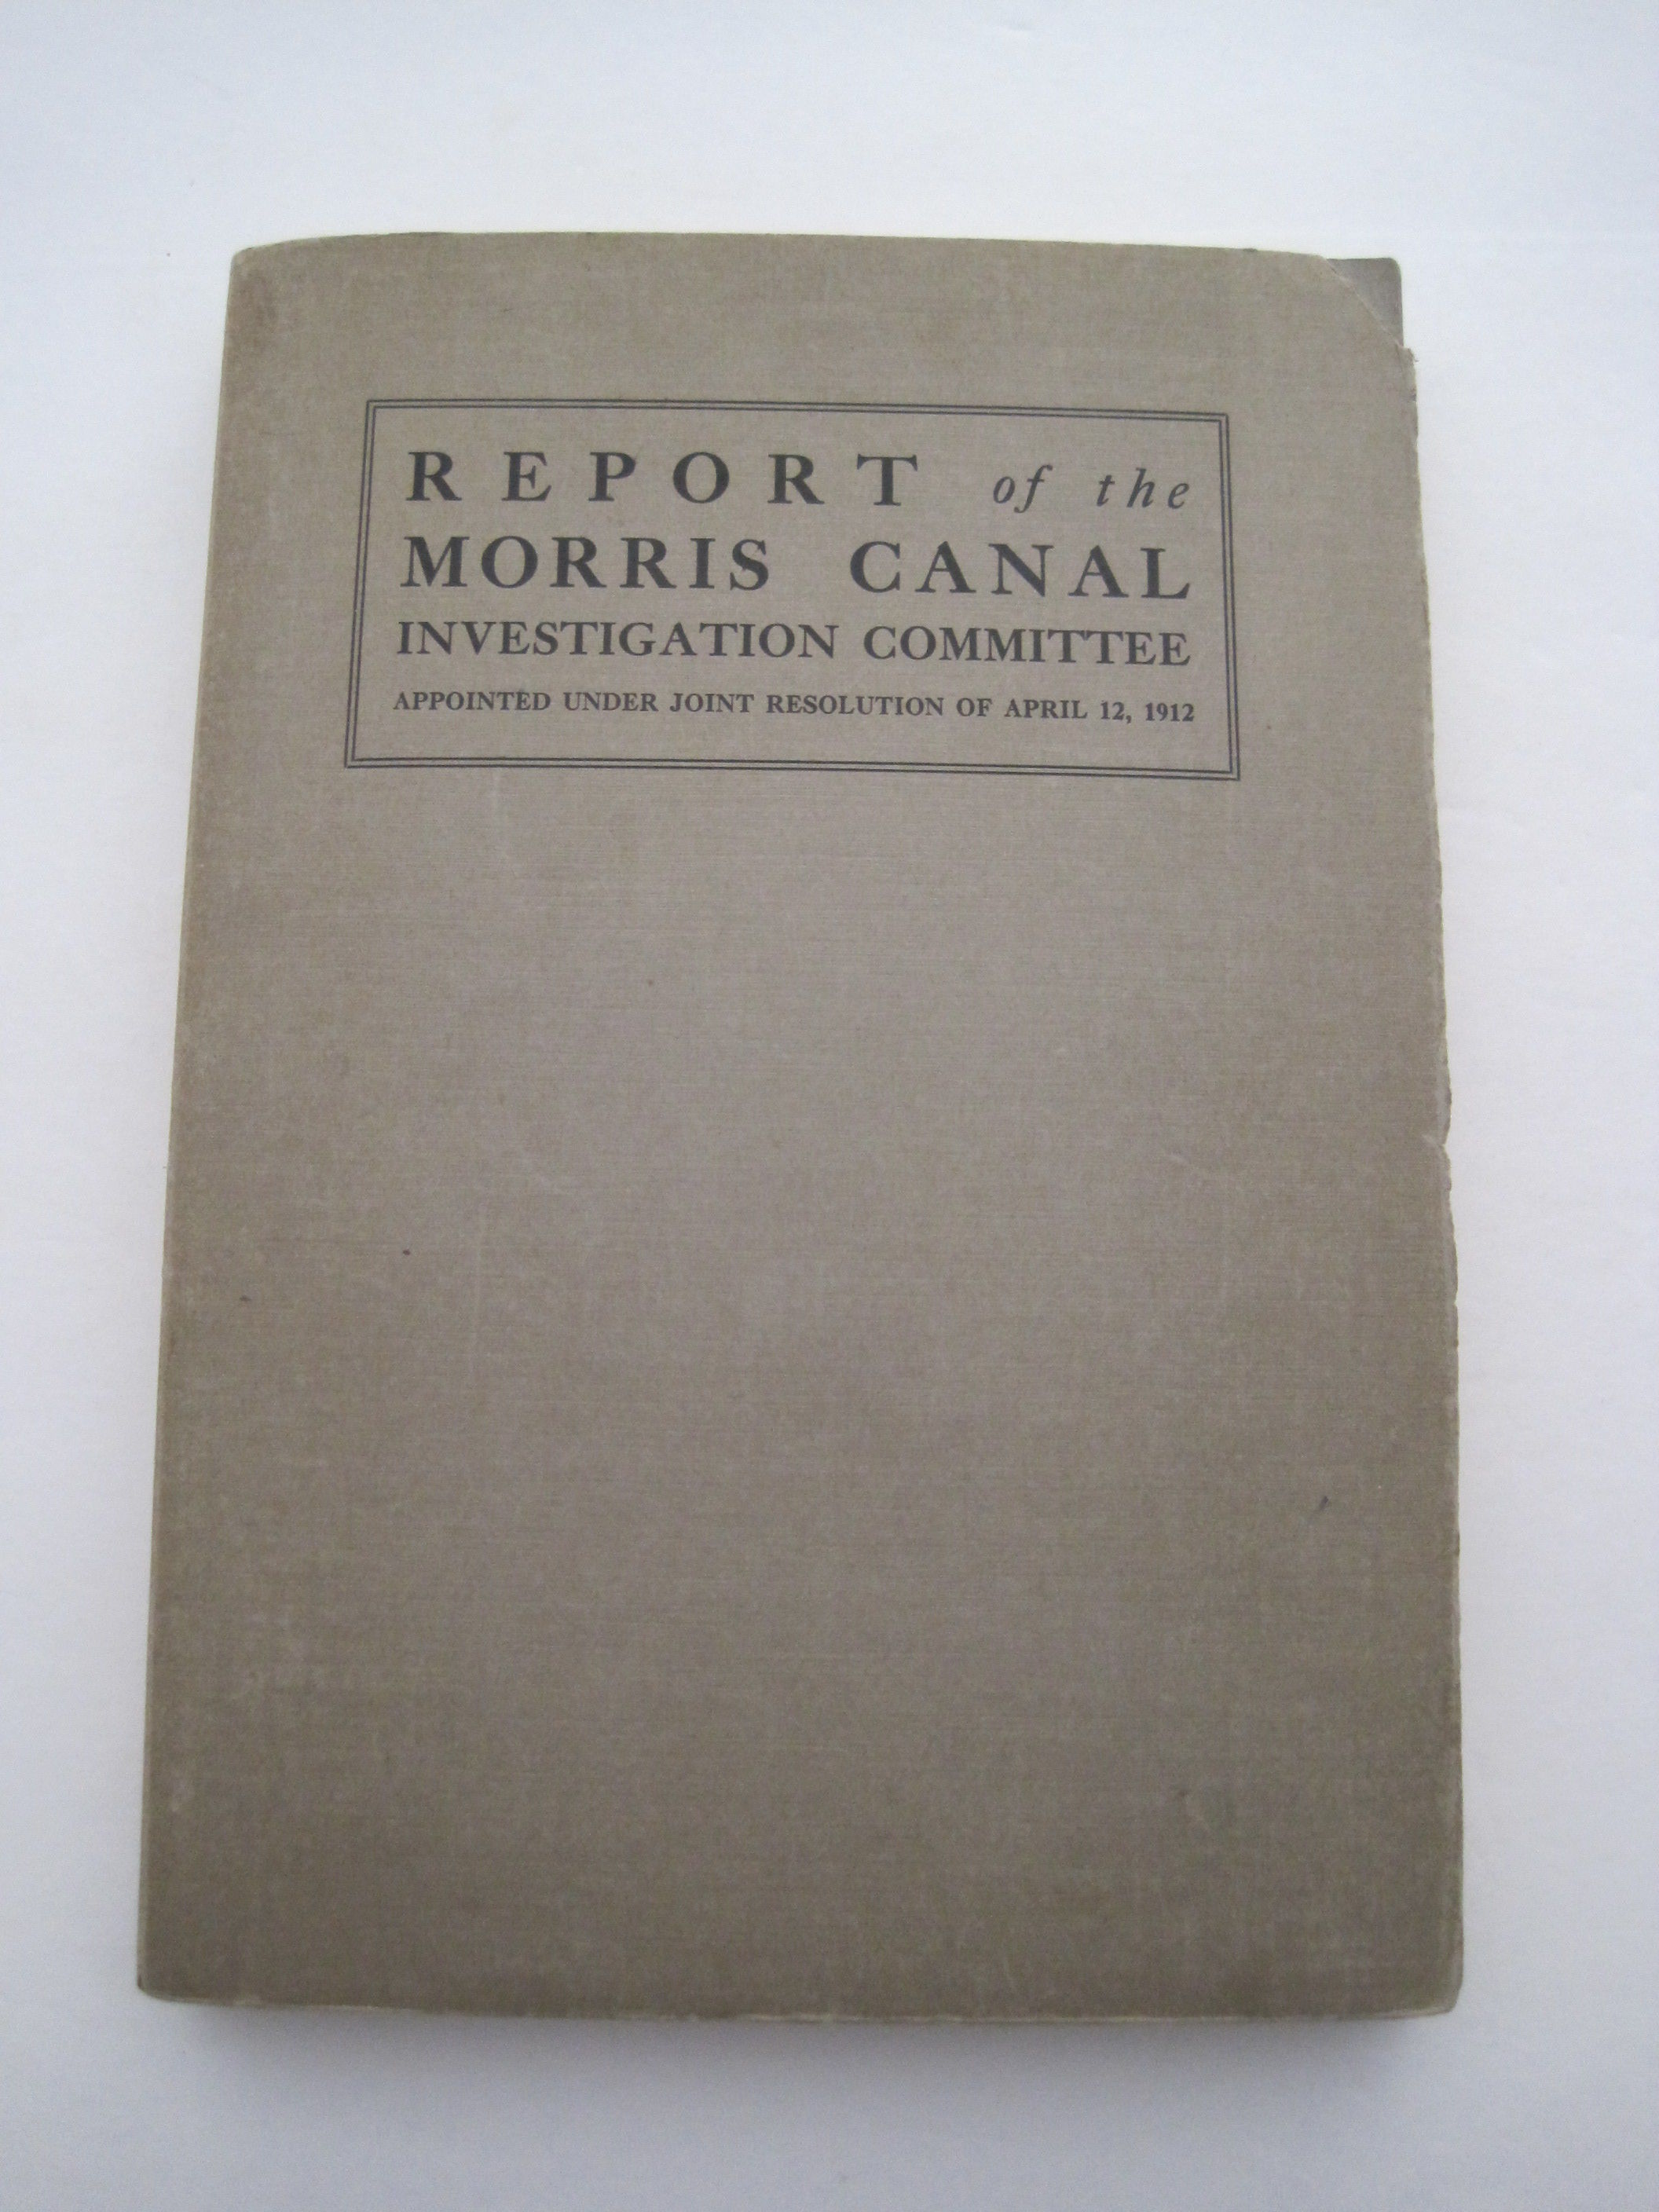 REPORT of the
MORRIS CANAL
INVESTIGATION COMMITTEE
APPOINTED UNDER JOINT RESOLUTION OF APRIL 12, 1912